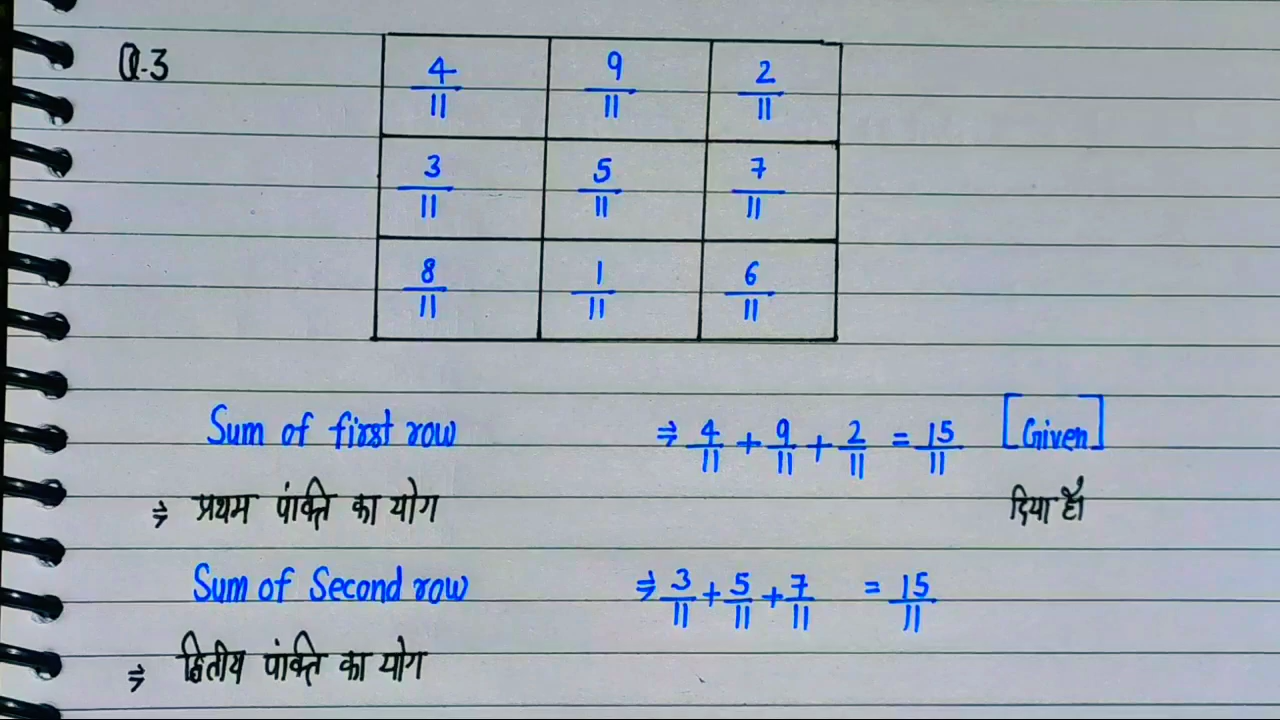 Q.3
4/11 9/11 2/11
3/11 5/11 7/11
8/11 1/11 6/11
Sum of first row ⇒ 4/11 + 9/11 + 2/11 = 15/11 [Given]
⇒ प्रथम पंक्ति का योग दिया है।
Sum of Second row ⇒ 3/11 + 5/11 + 7/11 = 15/11
⇒ द्वितीय पंक्ति का योग